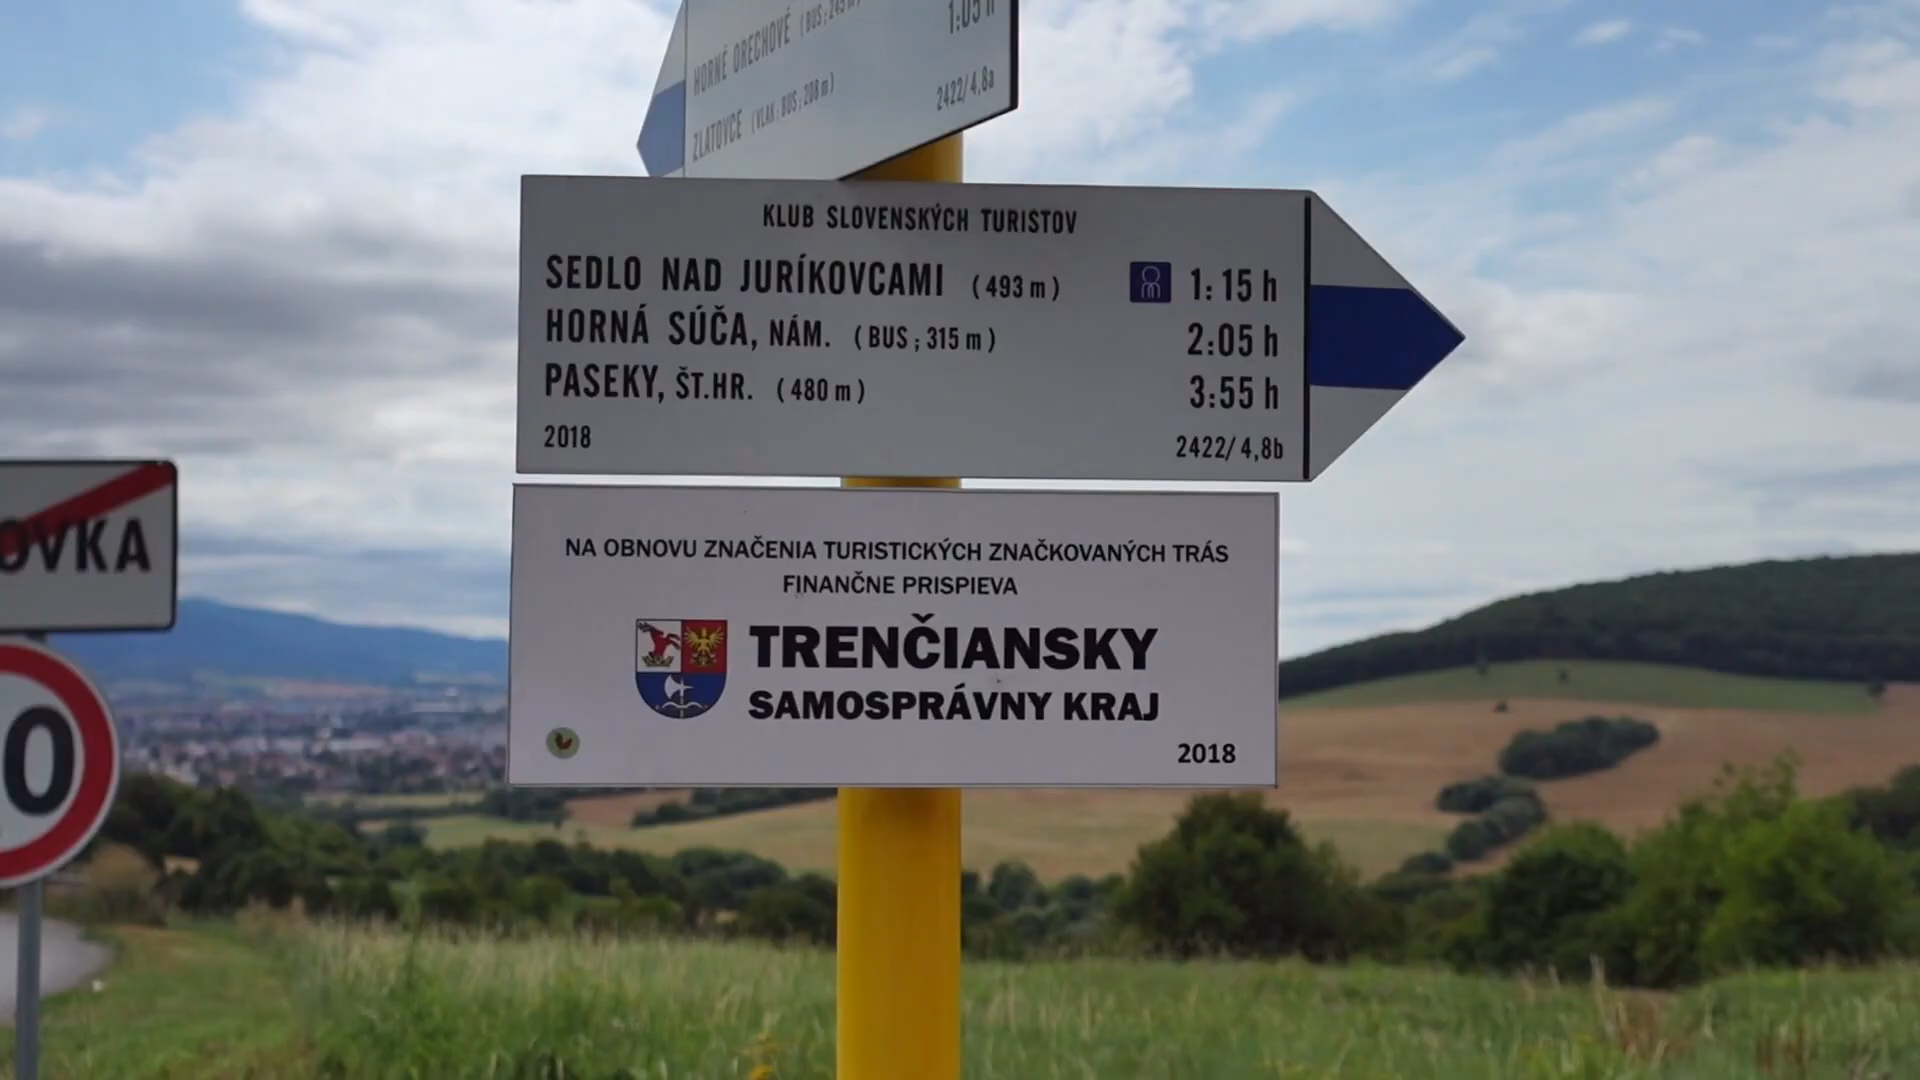 HORNÉ ORECHOVÉ (BUS; 245 m) 1:05 h
ZLATOVCE (VLAK; BUS; 208 m)
2422/4,8a
KLUB SLOVENSKÝCH TURISTOV
SEDLO NAD JURÍKOVCAMI (493 m) 1:15 h
HORNÁ SÚČA, NÁM. (BUS; 315 m) 2:05 h
PASEKY, ŠT.HR. (480 m) 3:55 h
2018 2422/4,8b
NA OBNOVU ZNAČENIA TURISTICKÝCH ZNAČKOVANÝCH TRÁS
FINANČNE PRISPIEVA
TRENČIANSKY
SAMOSPRÁVNY KRAJ
2018
OVKA
0